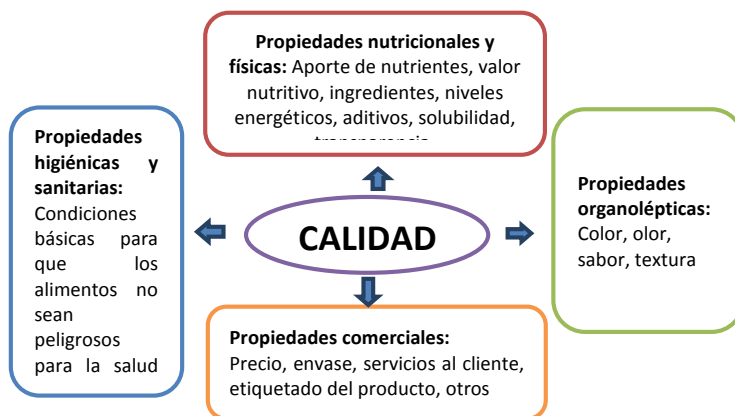 Propiedades nutricionales y
físicas: Aporte de nutrientes, valor
nutritivo, ingredientes, niveles
energéticos, aditivos, solubilidad,
Propiedades
higiénicas y
sanitarias:
Condiciones
básicas para
que los
alimentos no
sean
peligrosos
para la salud
CALIDAD
Propiedades
organolépticas:
Color, olor,
sabor, textura
Propiedades comerciales:
Precio, envase, servicios al cliente,
etiquetado del producto, otros